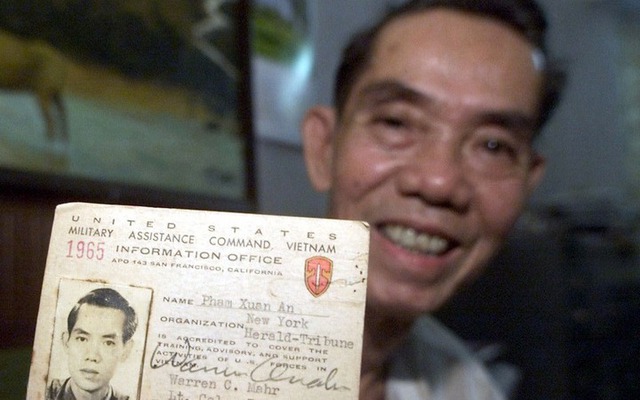 UNITED STATES
MILITARY ASSISTANCE COMMAND, VIETNAM
1965 INFORMATION OFFICE
APO 143 SAN FRANCISCO, CALIFORNIA
NAME Pham Xuan An
ORGANIZATION New York
Herald-Tribune
IS ACCREDITED TO COVER THE
TRAINING, ADVISORY, AND SUPPORT
ACTIVITIES OF U.S. FORCES IN
Warren C. Mahr
Lt. Col